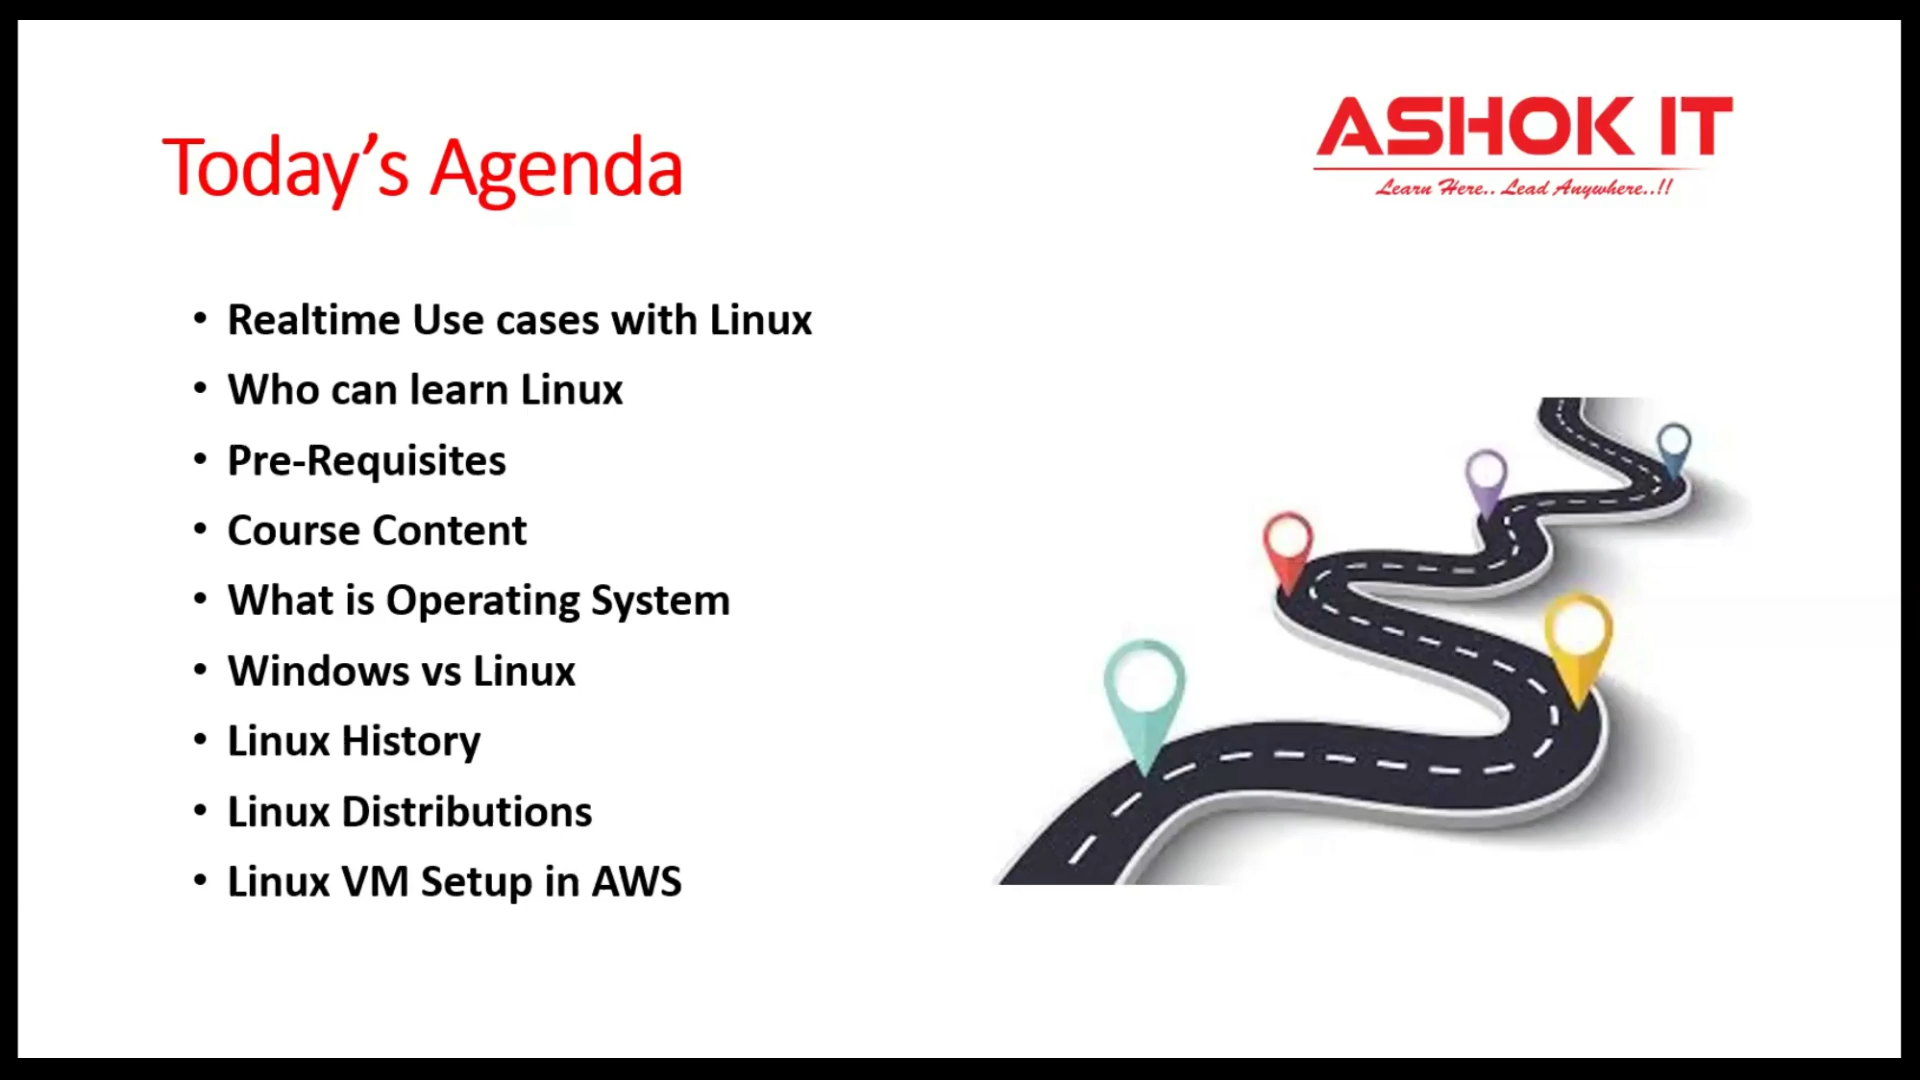 Today’s Agenda
ASHOK IT
Learn Here.. Lead Anywhere..!!
• Realtime Use cases with Linux
• Who can learn Linux
• Pre-Requisites
• Course Content
• What is Operating System
• Windows vs Linux
• Linux History
• Linux Distributions
• Linux VM Setup in AWS